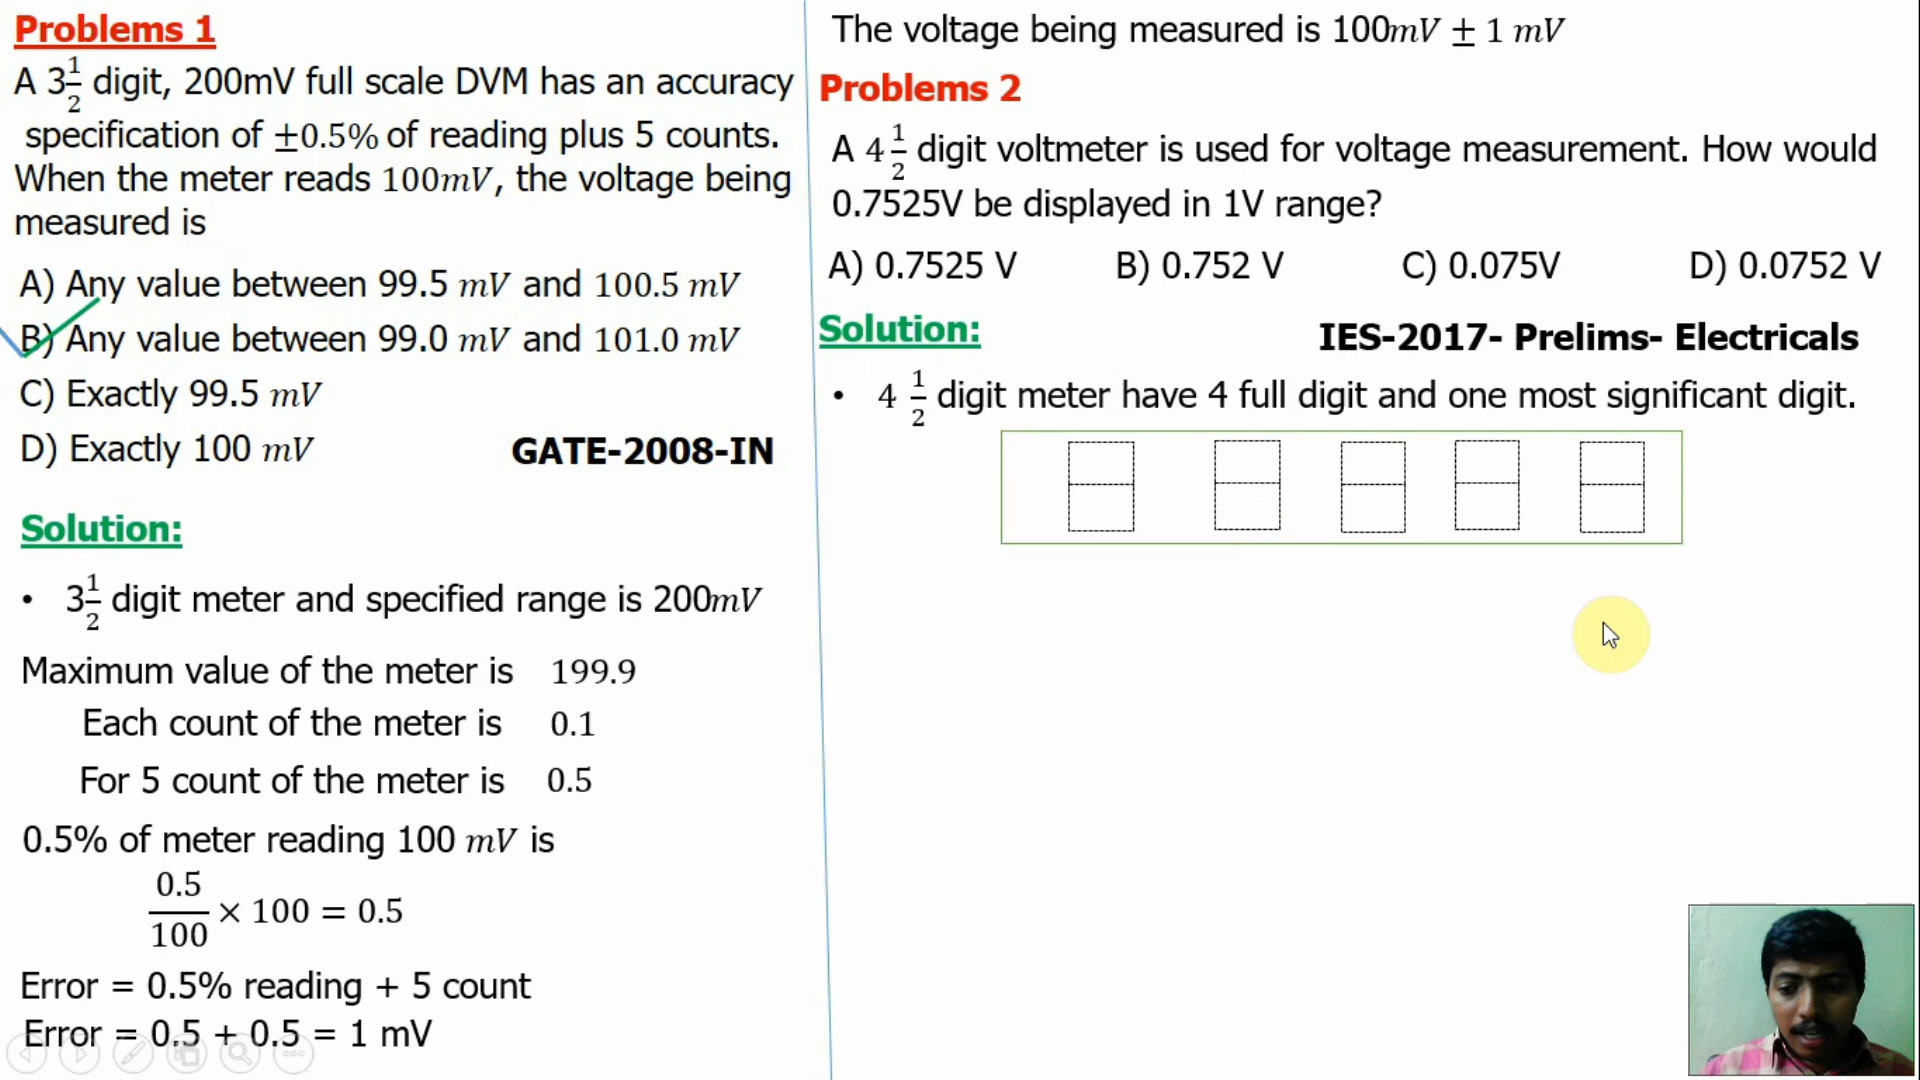 Problems 1
A 3 1/2 digit, 200mV full scale DVM has an accuracy
specification of ±0.5% of reading plus 5 counts.
When the meter reads 100mV, the voltage being
measured is
A) Any value between 99.5 mV and 100.5 mV
B) Any value between 99.0 mV and 101.0 mV
C) Exactly 99.5 mV
D) Exactly 100 mV
GATE-2008-IN
Solution:
• 3 1/2 digit meter and specified range is 200mV
Maximum value of the meter is 199.9
Each count of the meter is 0.1
For 5 count of the meter is 0.5
0.5% of meter reading 100 mV is
0.5/100 × 100 = 0.5
Error = 0.5% reading + 5 count
Error = 0.5 + 0.5 = 1 mV
The voltage being measured is 100mV ± 1 mV
Problems 2
A 4 1/2 digit voltmeter is used for voltage measurement. How would
0.7525V be displayed in 1V range?
A) 0.7525 V B) 0.752 V C) 0.075V D) 0.0752 V
Solution:
IES-2017- Prelims- Electricals
• 4 1/2 digit meter have 4 full digit and one most significant digit.